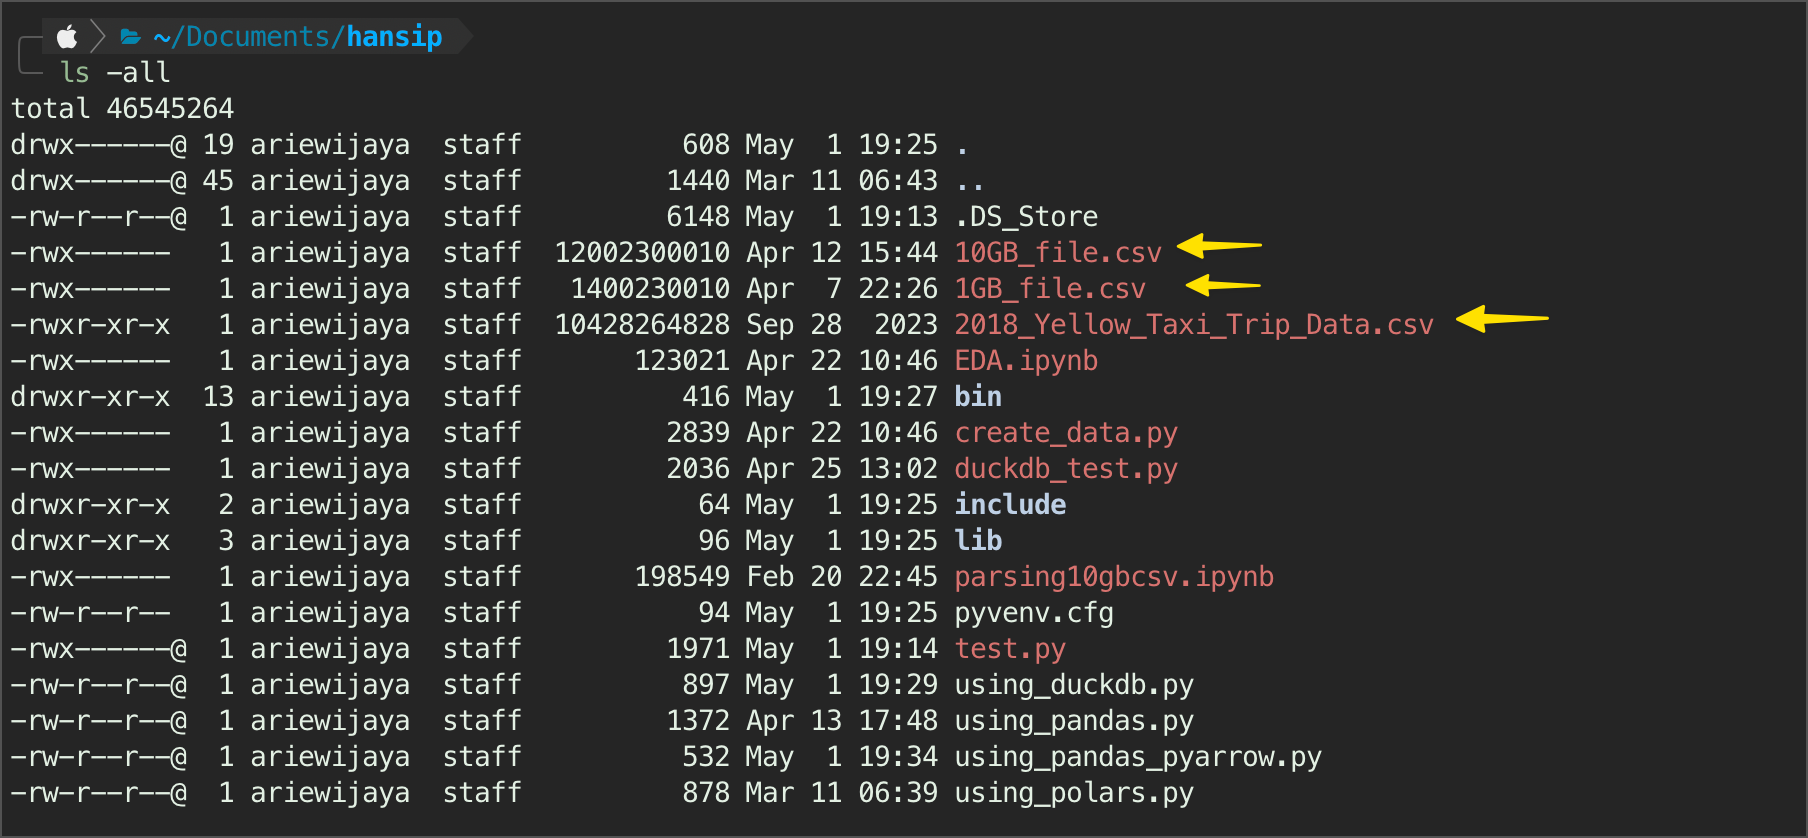 ~/Documents/hansip
ls -all
total 46545264
drwx------@ 19 ariewijaya  staff          608 May  1 19:25 .
drwx------@ 45 ariewijaya  staff         1440 Mar 11 06:43 ..
-rw-r--r--@  1 ariewijaya  staff         6148 May  1 19:13 .DS_Store
-rwx------   1 ariewijaya  staff  12002300010 Apr 12 15:44 10GB_file.csv
-rwx------   1 ariewijaya  staff   1400230010 Apr  7 22:26 1GB_file.csv
-rwxr-xr-x   1 ariewijaya  staff  10428264828 Sep 28  2023 2018_Yellow_Taxi_Trip_Data.csv
-rwx------   1 ariewijaya  staff       123021 Apr 22 10:46 EDA.ipynb
drwxr-xr-x  13 ariewijaya  staff          416 May  1 19:27 bin
-rwx------   1 ariewijaya  staff         2839 Apr 22 10:46 create_data.py
-rwx------   1 ariewijaya  staff         2036 Apr 25 13:02 duckdb_test.py
drwxr-xr-x   2 ariewijaya  staff           64 May  1 19:25 include
drwxr-xr-x   3 ariewijaya  staff           96 May  1 19:25 lib
-rwx------   1 ariewijaya  staff       198549 Feb 20 22:45 parsing10gbcsv.ipynb
-rw-r--r--   1 ariewijaya  staff           94 May  1 19:25 pyvenv.cfg
-rwx------@  1 ariewijaya  staff         1971 May  1 19:14 test.py
-rw-r--r--@  1 ariewijaya  staff          897 May  1 19:29 using_duckdb.py
-rw-r--r--@  1 ariewijaya  staff         1372 Apr 13 17:48 using_pandas.py
-rw-r--r--@  1 ariewijaya  staff          532 May  1 19:34 using_pandas_pyarrow.py
-rw-r--r--@  1 ariewijaya  staff          878 Mar 11 06:39 using_polars.py